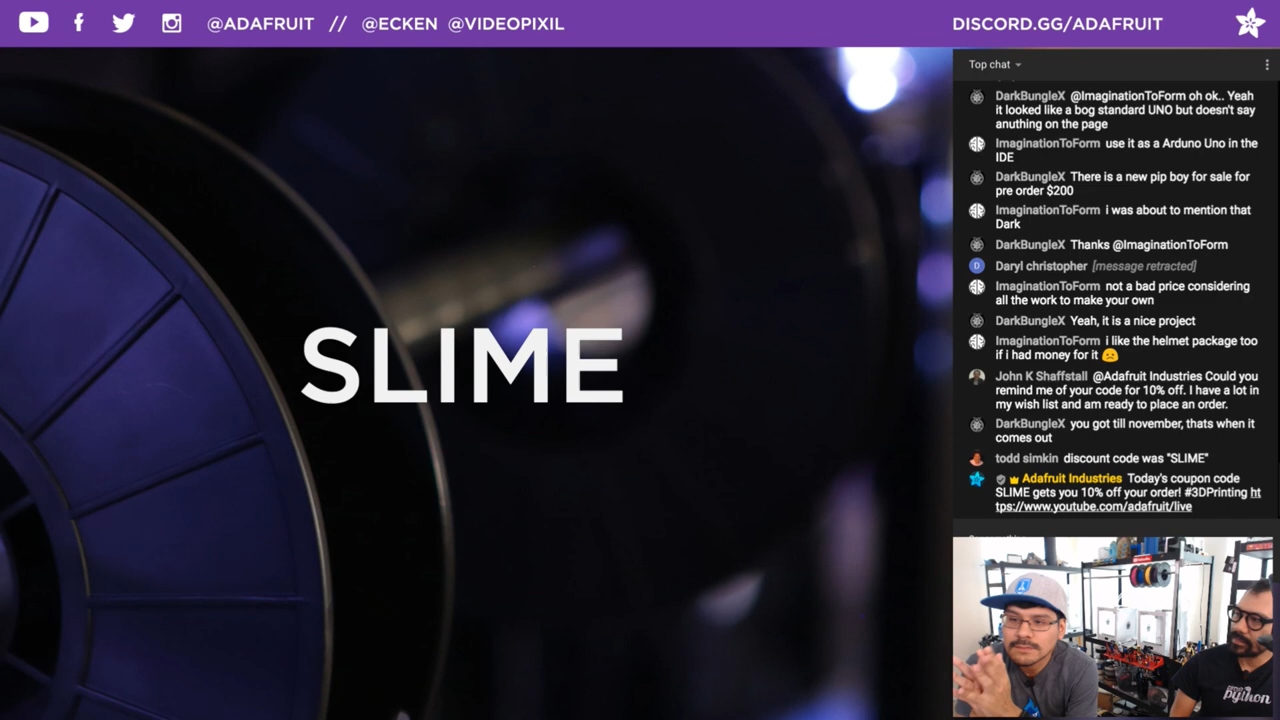 @ADAFRUIT // @ECKEN @VIDEOPIXIL
DISCORD.GG/ADAFRUIT
Top chat
DarkBungleX @ImaginationToForm oh ok.. Yeah
it looked like a bog standard UNO but doesn't say
anuthing on the page
ImaginationToForm use it as a Arduno Uno in the
IDE
DarkBungleX There is a new pip boy for sale for
pre order $200
ImaginationToForm i was about to mention that
Dark
DarkBungleX Thanks @ImaginationToForm
D
Daryl christopher [message retracted]
ImaginationToForm not a bad price considering
all the work to make your own
DarkBungleX Yeah, it is a nice project
ImaginationToForm i like the helmet package too
if i had money for it ☹️
John K Shaffstall @Adafruit Industries Could you
remind me of your code for 10% off. I have a lot in
my wish list and am ready to place an order.
DarkBungleX you got till november, thats when it
comes out
todd simkin discount code was "SLIME"
Adafruit Industries Today's coupon code
SLIME gets you 10% off your order! #3DPrinting ht
tps://www.youtube.com/adafruit/live
SLIME
python